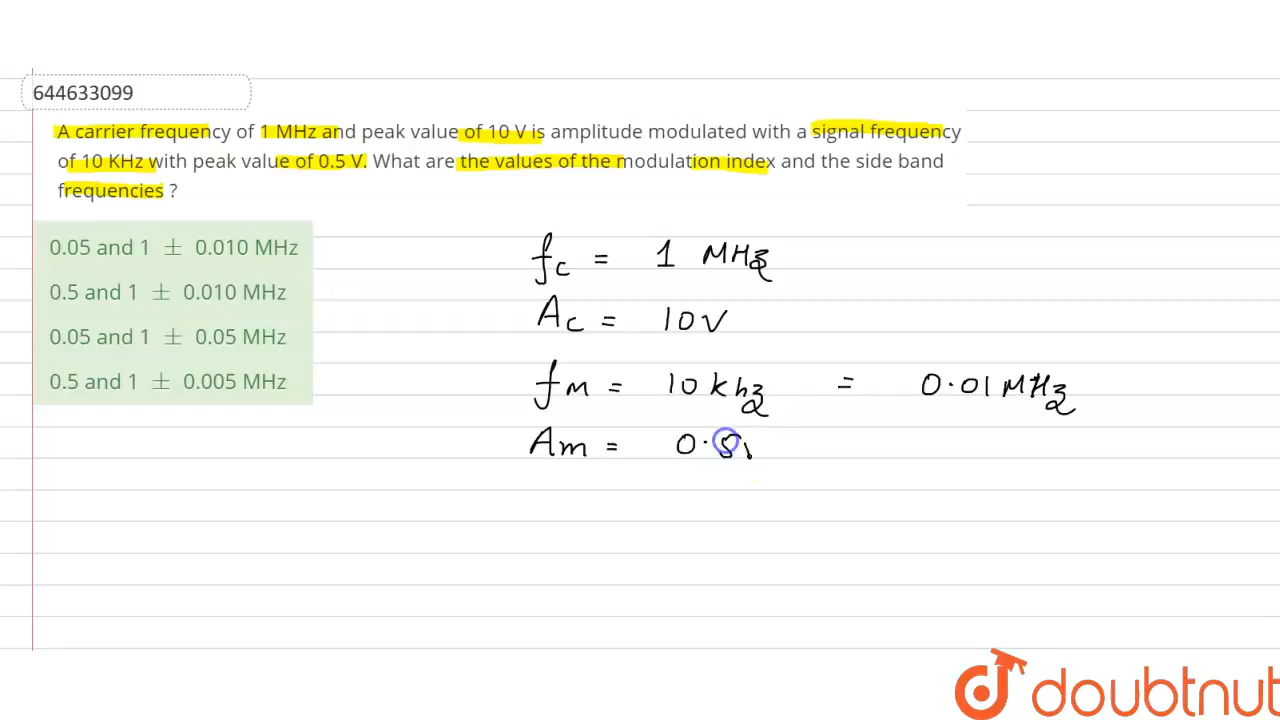 644633099
A carrier frequency of 1 MHz and peak value of 10 V is amplitude modulated with a signal frequency
of 10 KHz with peak value of 0.5 V. What are the values of the modulation index and the side band
frequencies ?
0.05 and 1 ± 0.010 MHz
0.5 and 1 ± 0.010 MHz
0.05 and 1 ± 0.05 MHz
0.5 and 1 ± 0.005 MHz
fc = 1 MHz
Ac = 10V
fm = 10 khz = 0.01 MHz
Am = 0.5
doubtnut